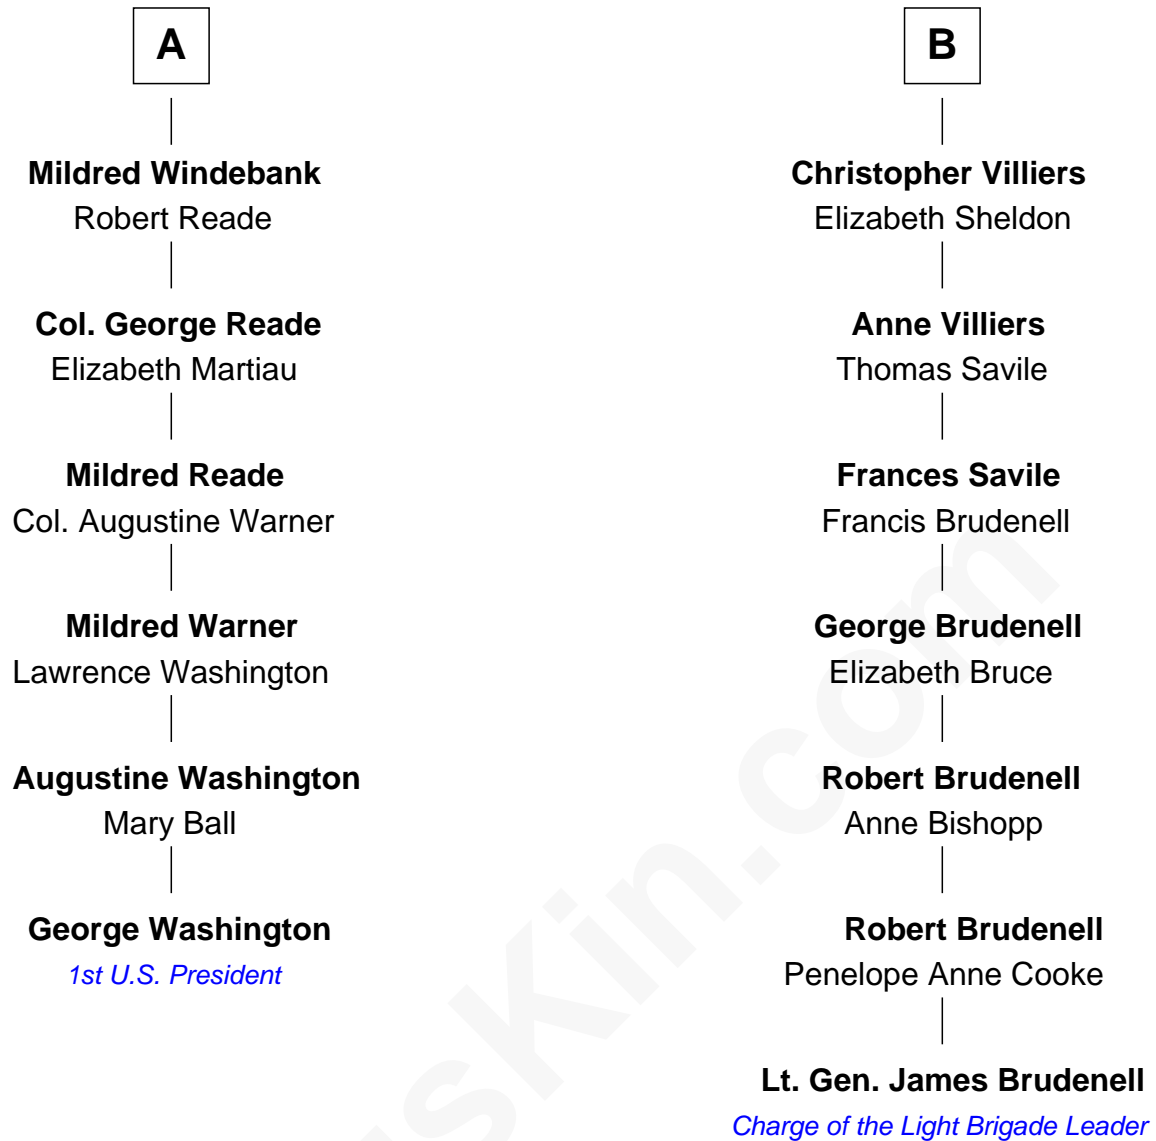 A
Mildred Windebank
Robert Reade
Col. George Reade
Elizabeth Martiau
Mildred Reade
Col. Augustine Warner
Mildred Warner
Lawrence Washington
Augustine Washington
Mary Ball
George Washington
1st U.S. President
B
Christopher Villiers
Elizabeth Sheldon
Anne Villiers
Thomas Savile
Frances Savile
Francis Brudenell
George Brudenell
Elizabeth Bruce
Robert Brudenell
Anne Bishopp
Robert Brudenell
Penelope Anne Cooke
Lt. Gen. James Brudenell
Charge of the Light Brigade Leader
sKin.com